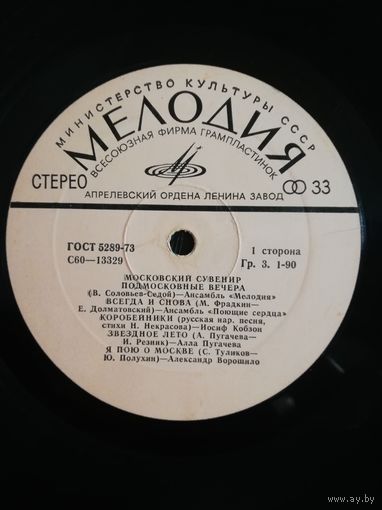 МИНИСТЕРСТВО КУЛЬТУРЫ СССР
МЕЛОДИЯ
ВСЕСОЮЗНАЯ ФИРМА ГРАМПЛАСТИНОК
СТЕРЕО
33
АПРЕЛЕВСКИЙ ОРДЕНА ЛЕНИНА ЗАВОД
ГОСТ 5289-73
С60—13329
1 сторона
Гр. 3. 1-90
МОСКОВСКИЙ СУВЕНИР
ПОДМОСКОВНЫЕ ВЕЧЕРА
(В. Соловьев-Седой)—Ансамбль «Мелодия»
ВСЕГДА И СНОВА (М. Фрадкин—
Е. Долматовский)—Ансамбль «Поющие сердца»
КОРОБЕЙНИКИ (русская нар. песня,
стихи Н. Некрасова)—Иосиф Кобзон
ЗВЕЗДНОЕ ЛЕТО (А. Пугачева—
И. Резник)—Алла Пугачева
Я ПОЮ О МОСКВЕ (С. Туликов—
Ю. Полухин)—Александр Ворошило
www.ay.by